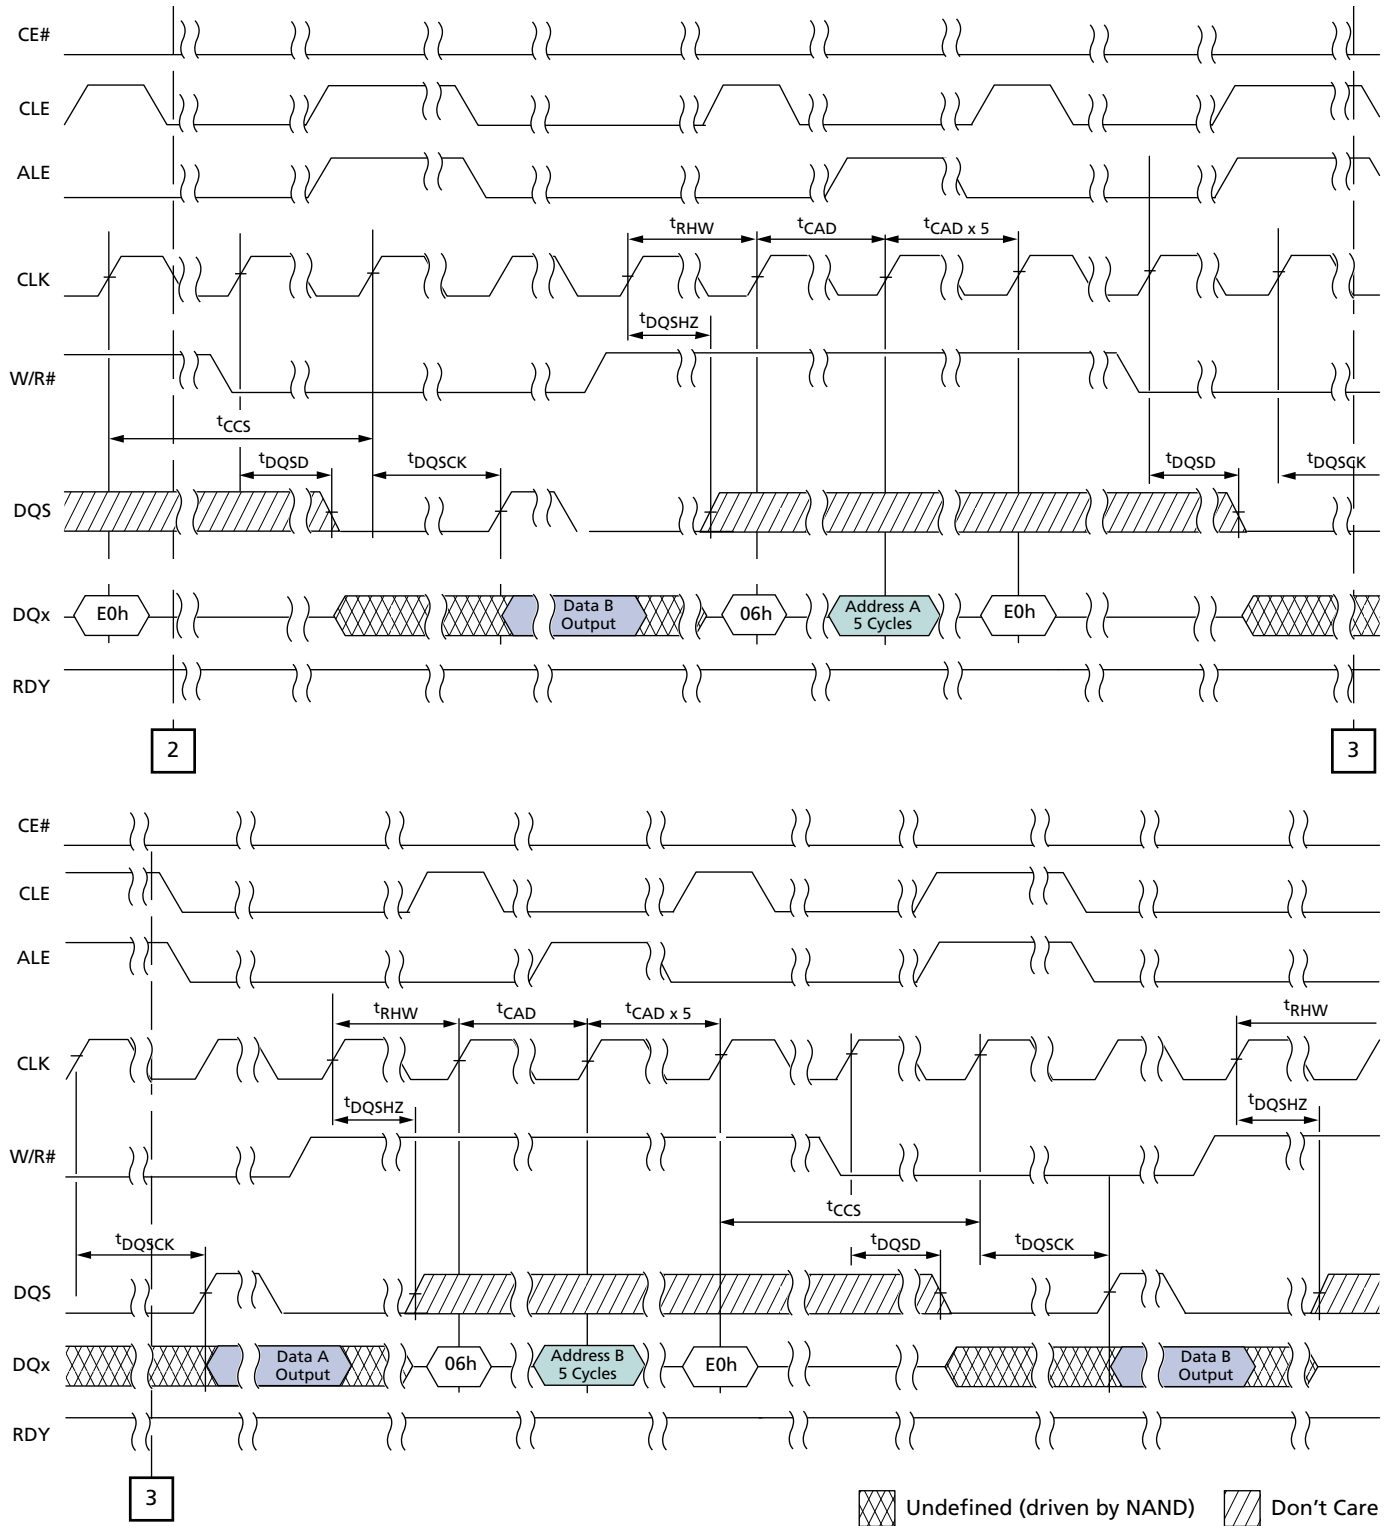 CE#
CLE
ALE
tRHW tCAD tCAD x 5
CLK
tDQSHZ
W/R#
tCCS
tDQSD tDQSCK tDQSD tDQSCK
DQS
DQx E0h Data B Output 06h Address A 5 Cycles E0h
RDY
2 3
CE#
CLE
ALE
tRHW tCAD tCAD x 5 tRHW
CLK
tDQSHZ tDQSHZ
W/R#
tCCS
tDQSCK tDQSD tDQSCK
DQS
DQx Data A Output 06h Address B 5 Cycles E0h Data B Output
RDY
3
Undefined (driven by NAND) Don't Care